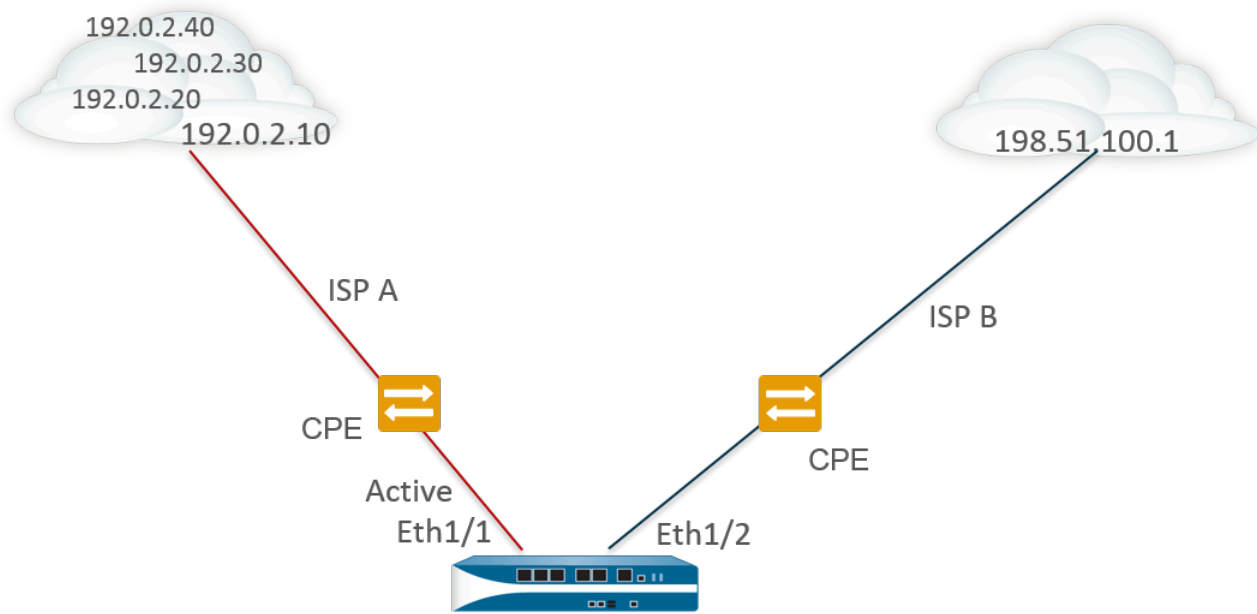 192.0.2.40
192.0.2.30
192.0.2.20
192.0.2.10
198.51.100.1
ISP A
ISP B
CPE
CPE
Active
Eth1/1
Eth1/2